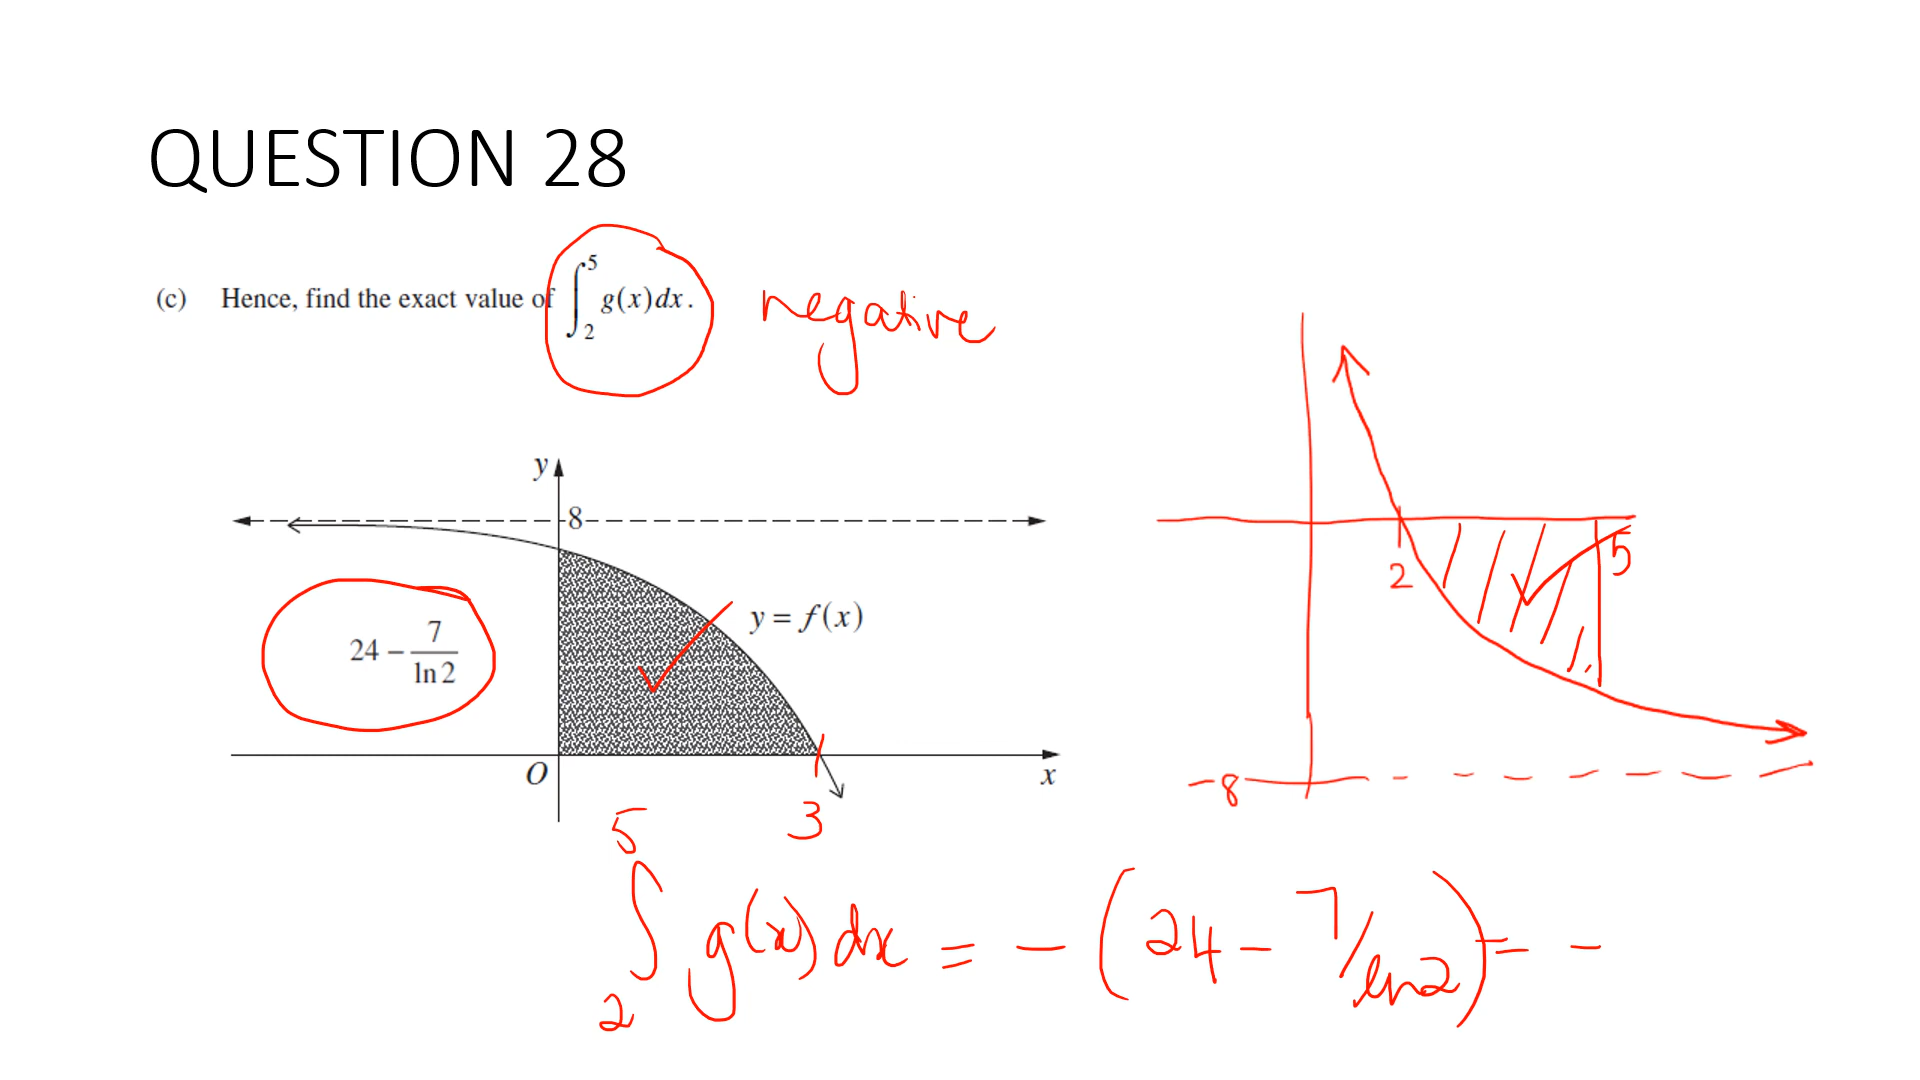 QUESTION 28
(c) Hence, find the exact value of ∫₂⁵ g(x)dx. negative
y
8
y = f(x)
24 − 7/ln 2
O
x
3
2
5
−8
∫₂⁵ g(x) dx = − (24 − 7/ln2) = −